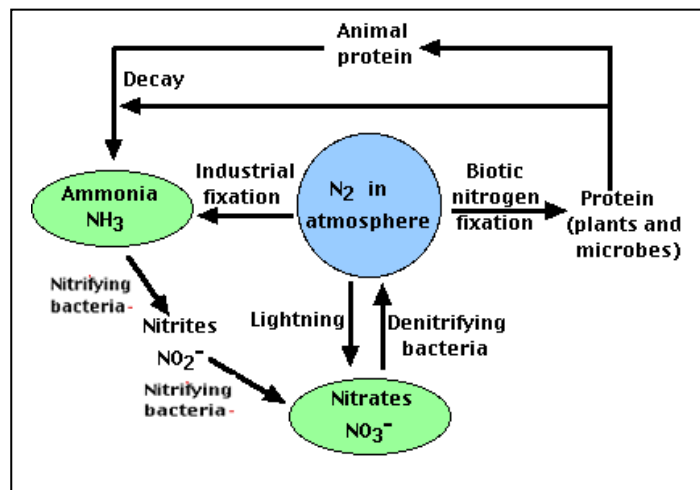 Animal
protein
Decay
Industrial
fixation
N2 in
atmosphere
Biotic
nitrogen
fixation
Ammonia
NH3
Protein
(plants and
microbes)
Nitrifying
bacteria-
Nitrites
NO2-
Lightning
Denitrifying
bacteria
Nitrifying
bacteria-
Nitrates
NO3-